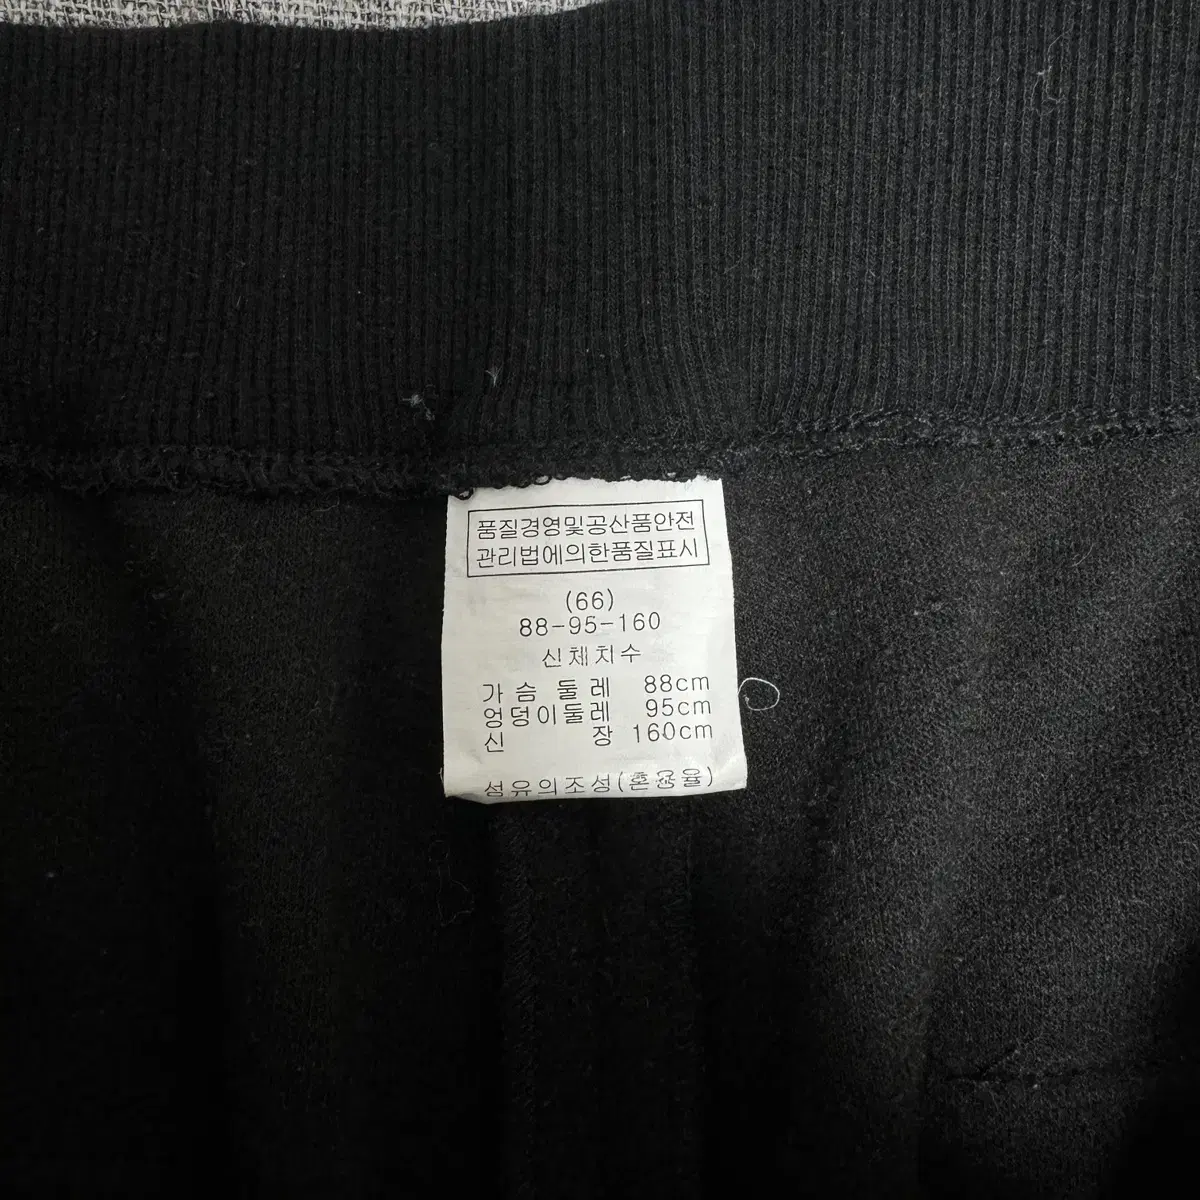 품질경영및공산품안전
관리법에의한품질표시
(66)
88-95-160
신체치수
가슴둘레 88cm
엉덩이둘레 95cm
신장 160cm
섬유의조성(혼용율)